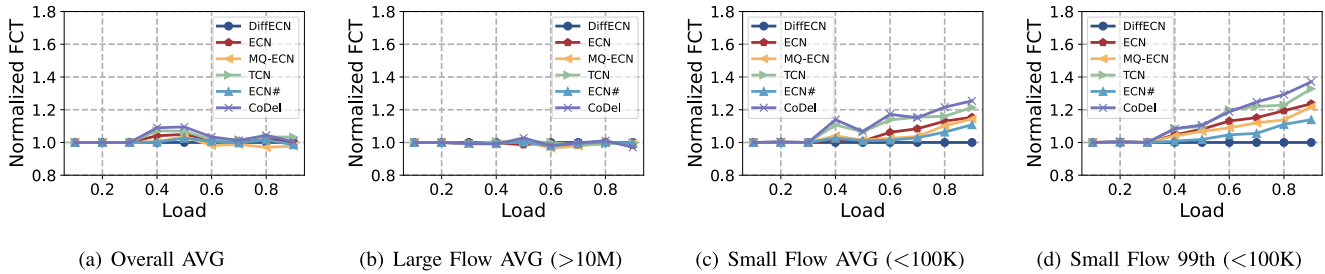 Normalized FCT
1.8
1.6
1.4
1.2
1.0
0.8
0.2 0.4 0.6 0.8
Load
DiffECN
ECN
MQ-ECN
TCN
ECN#
CoDel
(a) Overall AVG
Normalized FCT
1.8
1.6
1.4
1.2
1.0
0.8
0.2 0.4 0.6 0.8
Load
DiffECN
ECN
MQ-ECN
TCN
ECN#
CoDel
(b) Large Flow AVG (>10M)
Normalized FCT
1.8
1.6
1.4
1.2
1.0
0.8
0.2 0.4 0.6 0.8
Load
DiffECN
ECN
MQ-ECN
TCN
ECN#
CoDel
(c) Small Flow AVG (<100K)
Normalized FCT
1.8
1.6
1.4
1.2
1.0
0.8
0.2 0.4 0.6 0.8
Load
DiffECN
ECN
MQ-ECN
TCN
ECN#
CoDel
(d) Small Flow 99th (<100K)